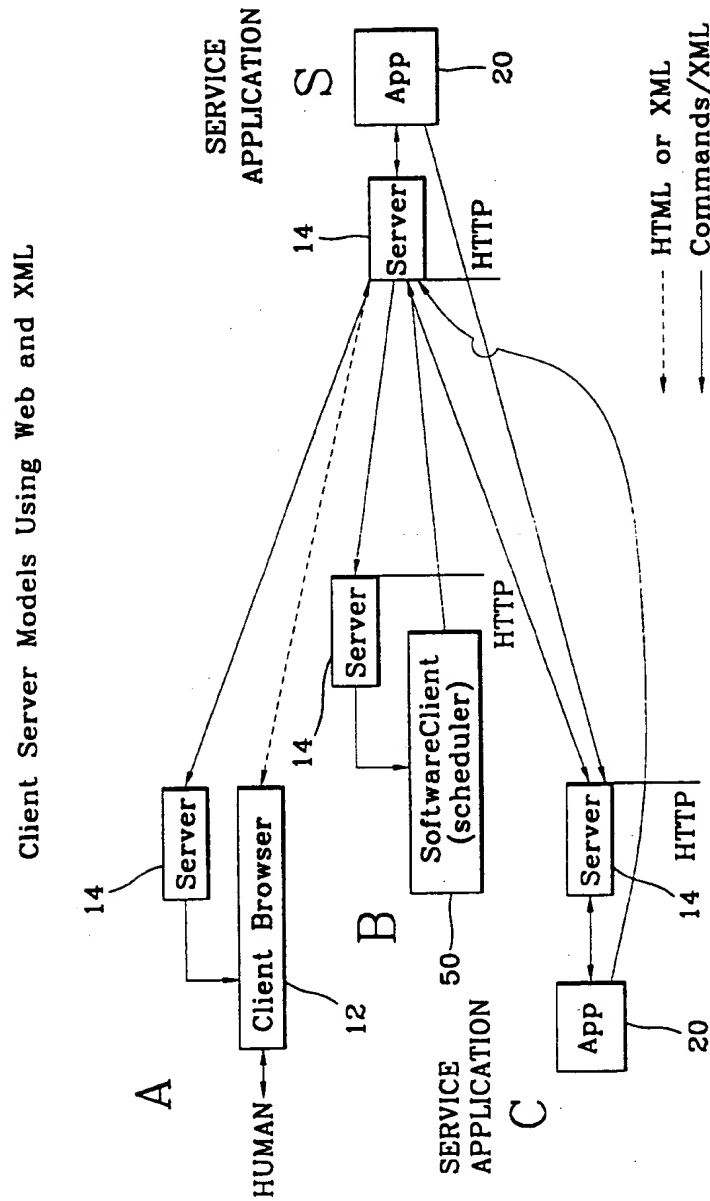 Client Server Models Using Web and XML
A
HUMAN
Client Browser
12
Server
14
B
SoftwareClient
(scheduler)
50
Server
14
HTTP
SERVICE
APPLICATION
C
App
20
Server
14
HTTP
SERVICE
APPLICATION
S
Server
14
HTTP
App
20
HTML or XML
Commands/XML